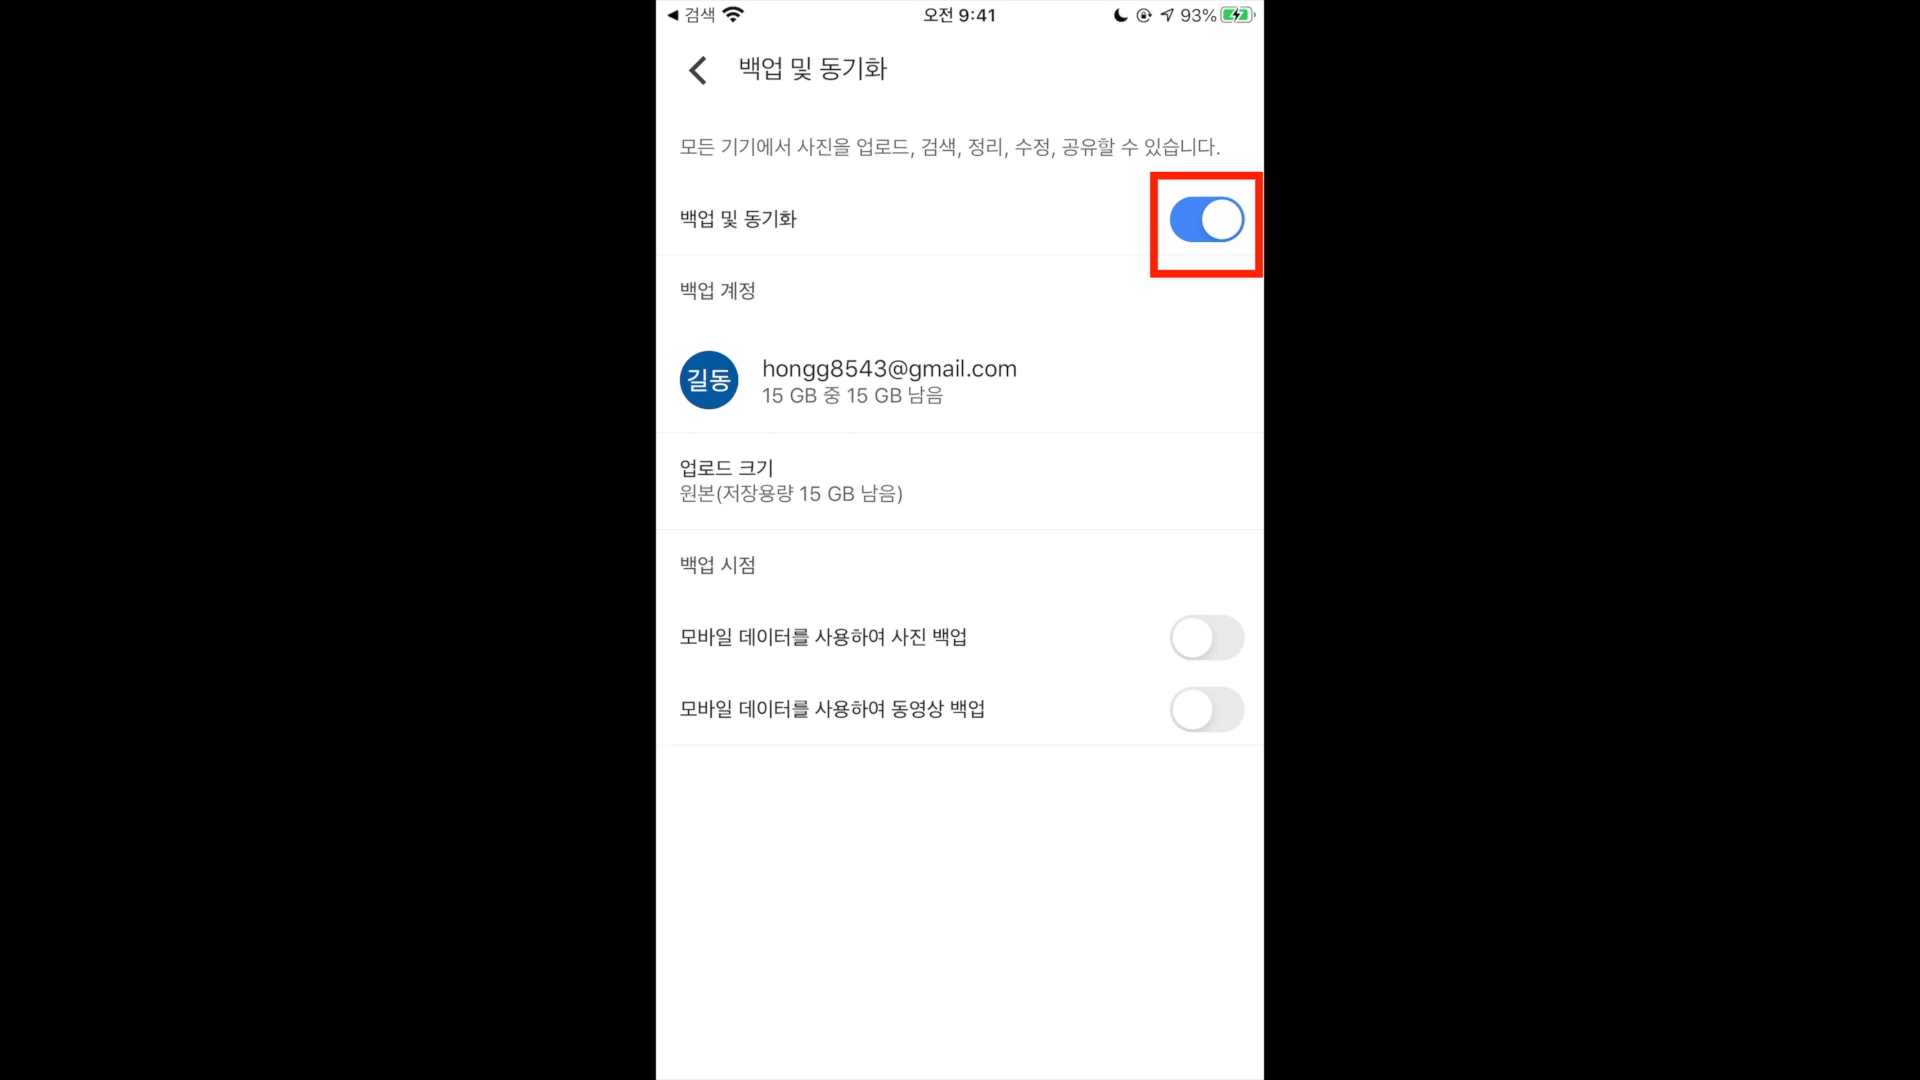 ◀ 검색 오전 9:41 93%
백업 및 동기화
모든 기기에서 사진을 업로드, 검색, 정리, 수정, 공유할 수 있습니다.
백업 및 동기화
백업 계정
길동
hongg8543@gmail.com
15 GB 중 15 GB 남음
업로드 크기
원본(저장용량 15 GB 남음)
백업 시점
모바일 데이터를 사용하여 사진 백업
모바일 데이터를 사용하여 동영상 백업